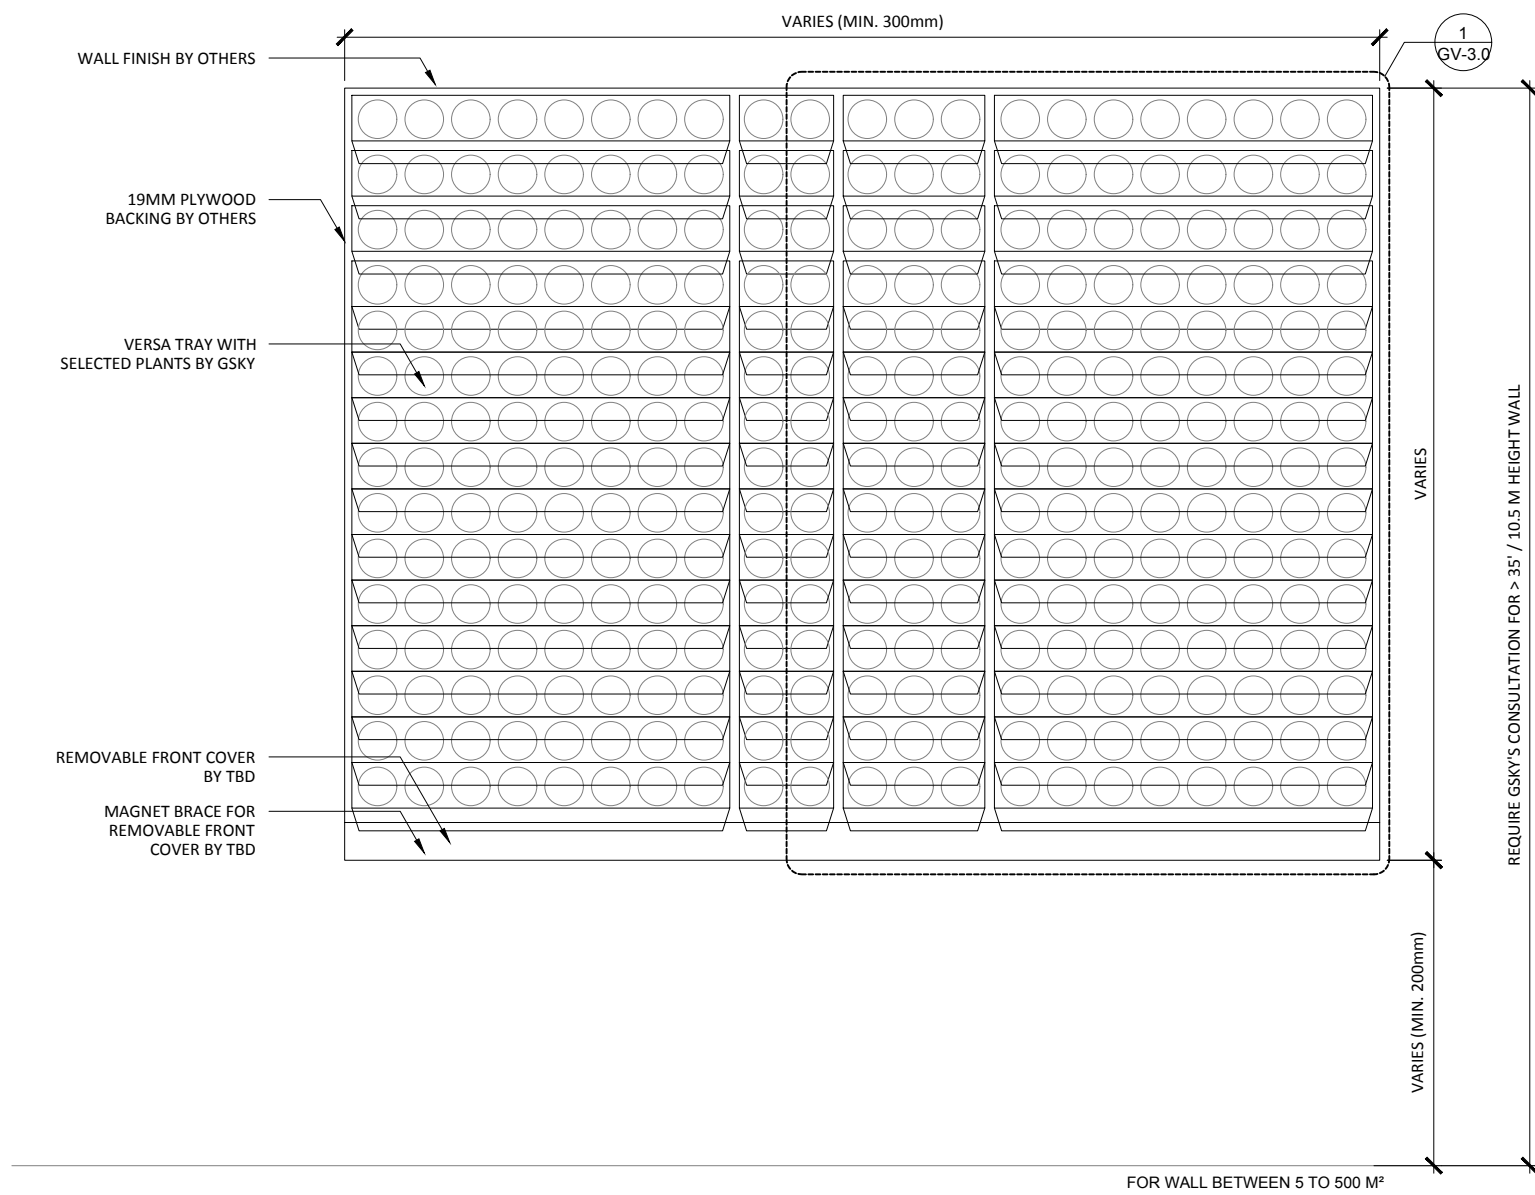 VARIES (MIN. 300mm)
1
GV-3.0
WALL FINISH BY OTHERS
19MM PLYWOOD
BACKING BY OTHERS
VERSA TRAY WITH
SELECTED PLANTS BY GSKY
REMOVABLE FRONT COVER
BY TBD
MAGNET BRACE FOR
REMOVABLE FRONT
COVER BY TBD
VARIES
REQUIRE GSKY'S CONSULTATION FOR > 35' / 10.5 M HEIGHT WALL
VARIES (MIN. 200mm)
FOR WALL BETWEEN 5 TO 500 M²